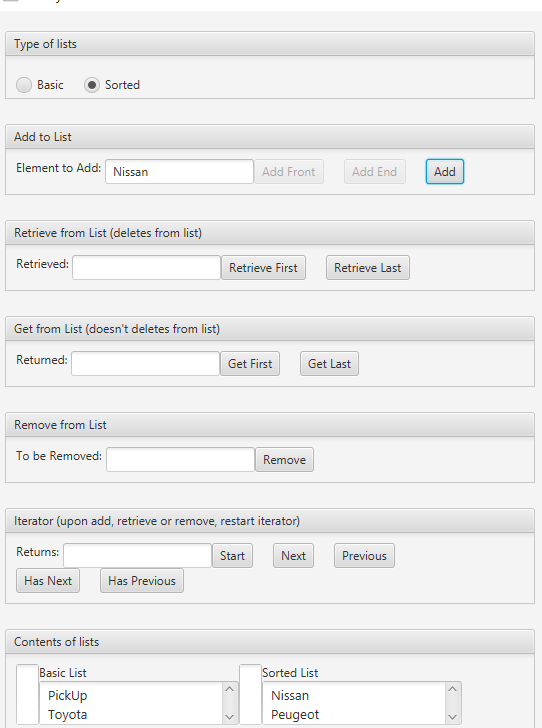 Type of lists
Basic Sorted
Add to List
Element to Add: Nissan Add Front Add End Add
Retrieve from List (deletes from list)
Retrieved: Retrieve First Retrieve Last
Get from List (doesn't deletes from list)
Returned: Get First Get Last
Remove from List
To be Removed: Remove
Iterator (upon add, retrieve or remove, restart iterator)
Returns: Start Next Previous
Has Next Has Previous
Contents of lists
Basic List Sorted List
PickUp Nissan
Toyota Peugeot